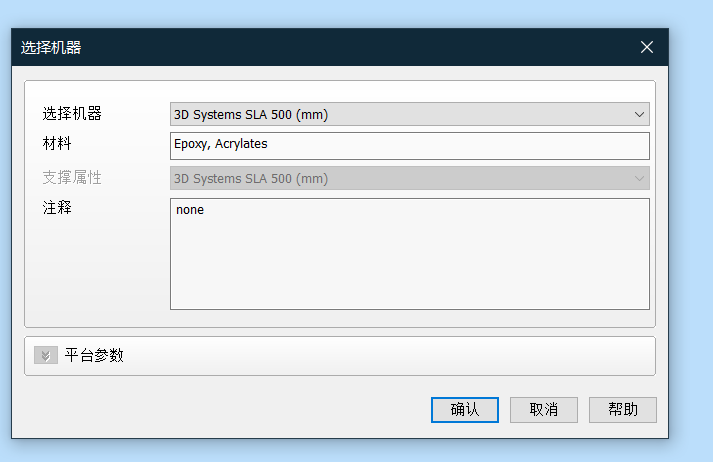 选择机器
选择机器 3D Systems SLA 500 (mm)
材料 Epoxy, Acrylates
支撑属性 3D Systems SLA 500 (mm)
注释 none
平台参数
确认 取消 帮助